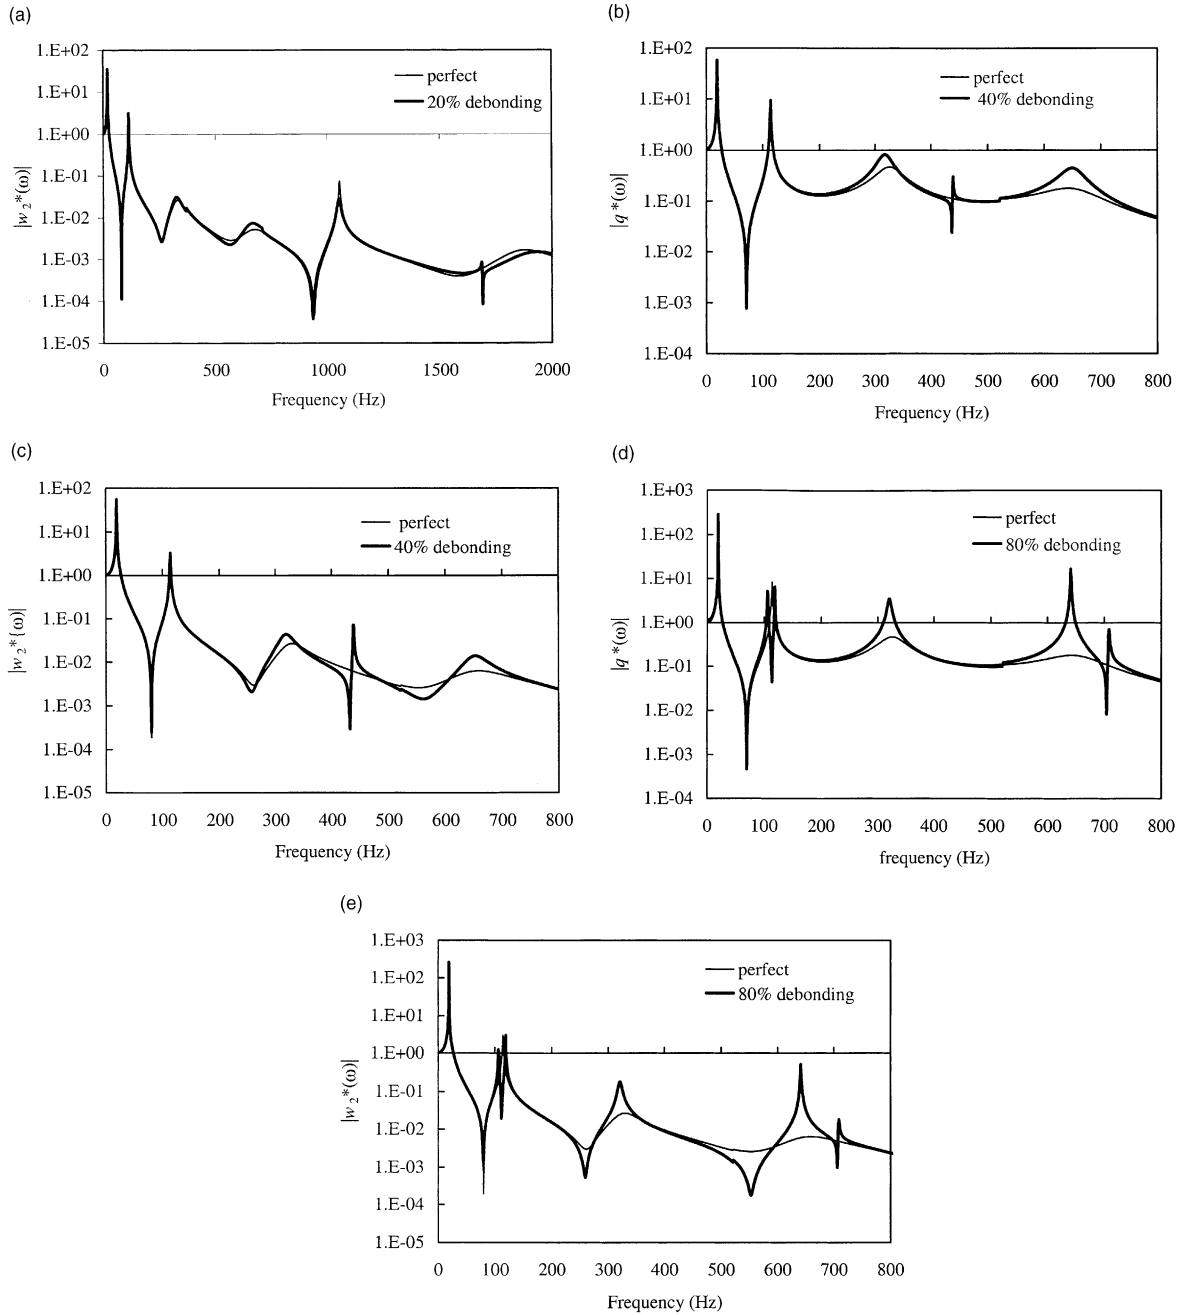 (a)
1.E+02
1.E+01
1.E+00
1.E-01
1.E-02
1.E-03
1.E-04
1.E-05
|w 2*(ω)|
perfect
20% debonding
0 500 1000 1500 2000
Frequency (Hz)
(b)
1.E+02
1.E+01
1.E+00
1.E-01
1.E-02
1.E-03
1.E-04
|q*(ω)|
perfect
40% debonding
0 100 200 300 400 500 600 700 800
Frequency (Hz)
(c)
1.E+02
1.E+01
1.E+00
1.E-01
1.E-02
1.E-03
1.E-04
1.E-05
|w 2*{ω)|
perfect
40% debonding
0 100 200 300 400 500 600 700 800
Frequency (Hz)
(d)
1.E+03
1.E+02
1.E+01
1.E+00
1.E-01
1.E-02
1.E-03
1.E-04
|q*(ω)|
perfect
80% debonding
0 100 200 300 400 500 600 700 800
frequency (Hz)
(e)
1.E+03
1.E+02
1.E+01
1.E+00
1.E-01
1.E-02
1.E-03
1.E-04
1.E-05
|w 2*(ω)|
perfect
80% debonding
0 100 200 300 400 500 600 700 800
Frequency (Hz)